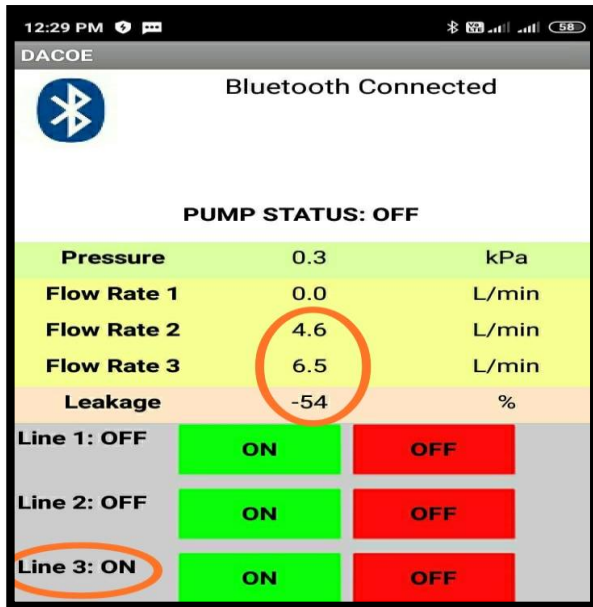 12:29 PM 58
DACOE
Bluetooth Connected
PUMP STATUS: OFF
Pressure 0.3 kPa
Flow Rate 1 0.0 L/min
Flow Rate 2 4.6 L/min
Flow Rate 3 6.5 L/min
Leakage -54 %
Line 1: OFF ON OFF
Line 2: OFF ON OFF
Line 3: ON ON OFF